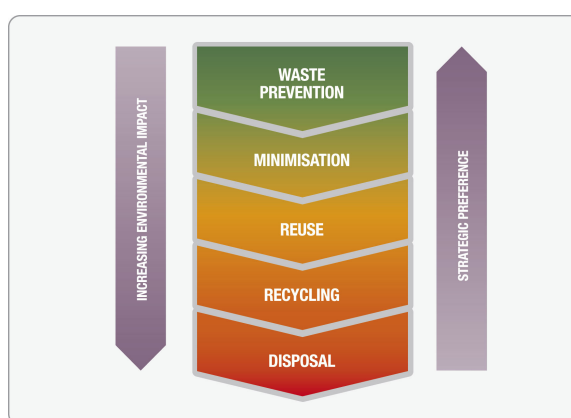 INCREASING ENVIRONMENTAL IMPACT
WASTE
PREVENTION
MINIMISATION
REUSE
RECYCLING
DISPOSAL
STRATEGIC PREFERENCE